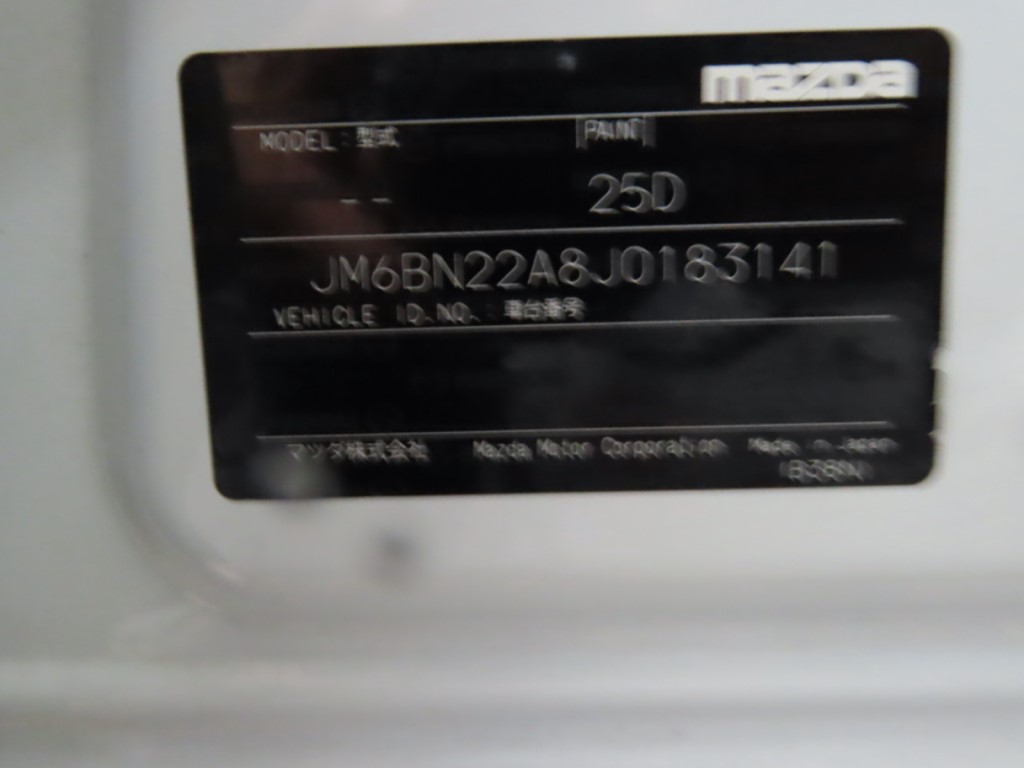 mazda
MODEL : 型式 PAINT
-- 25D
JM6BN22A8J0183141
VEHICLE ID.NO. : 車台番号
マツダ株式会社 Mazda Motor Corporation Made in Japan